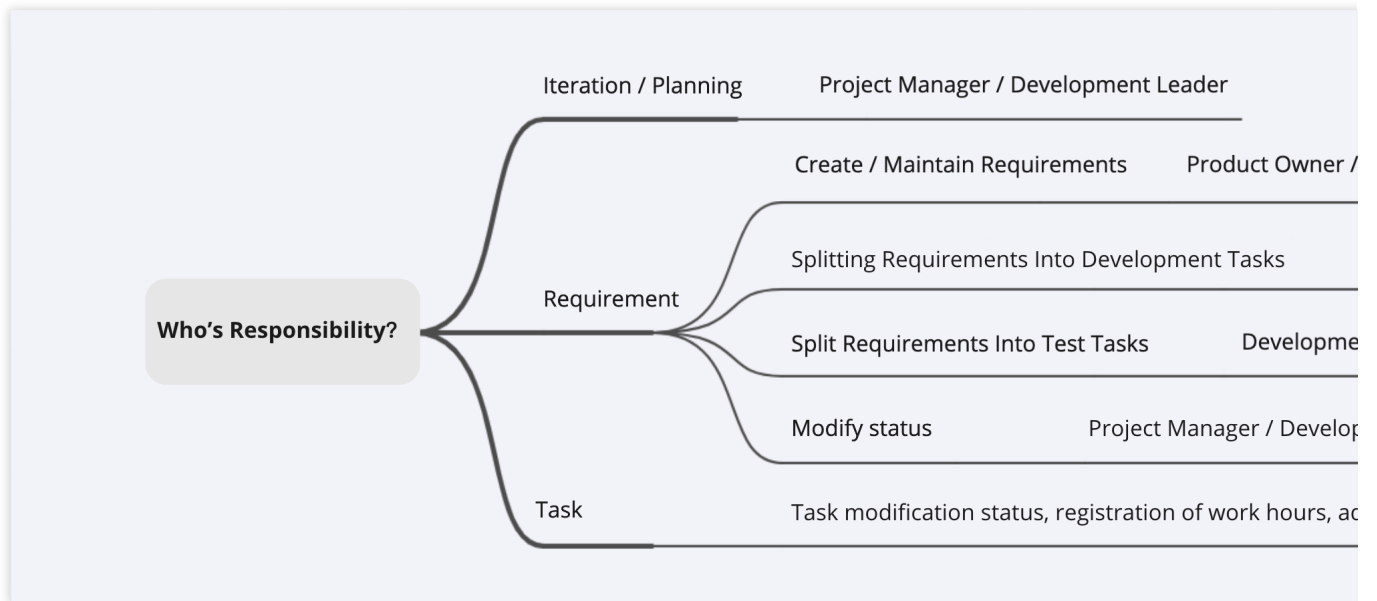 Iteration / Planning
Project Manager / Development Leader
Create / Maintain Requirements
Product Owner /
Splitting Requirements Into Development Tasks
Requirement
Who's Responsibility?
Split Requirements Into Test Tasks
Modify status
Project Manager /
Task
Task modification status, registration of work hours,